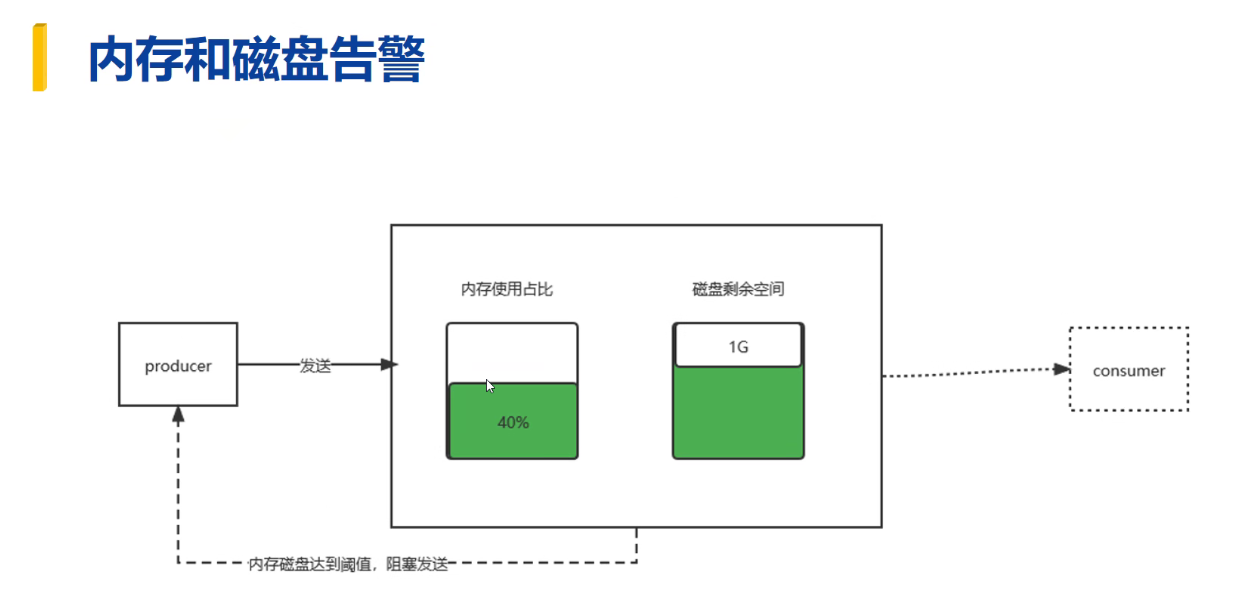 内存和磁盘告警
内存使用占比
磁盘剩余空间
1G
producer
发送
consumer
40%
内存磁盘达到阈值，阻塞发送